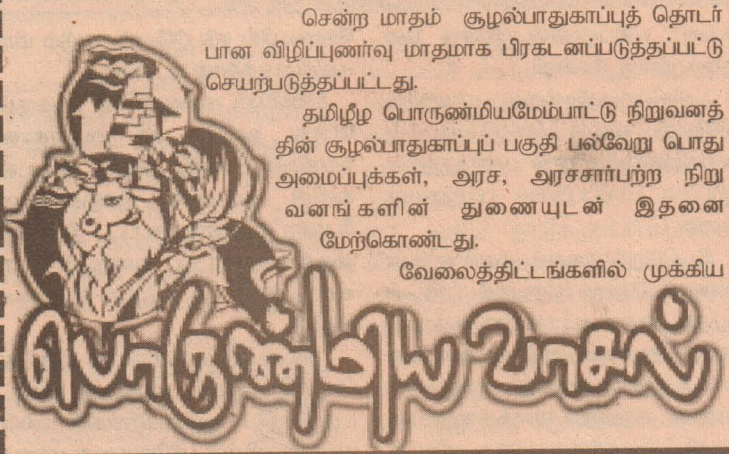 சென்ற மாதம் சூழல்பாதுகாப்புத் தொடர்
பான விழிப்புணர்வு மாதமாக பிரகடனப்படுத்தப்பட்டு
செயற்படுத்தப்பட்டது.
தமிழீழ பொருண்மியமேம்பாட்டு நிறுவனத்
தின் சூழல்பாதுகாப்புப் பகுதி பல்வேறு பொது
அமைப்புக்கள், அரச, அரசசார்பற்ற நிறு
வனங் களின் துணையுடன் இதனை
மேற்கொண்டது.
வேலைத்திட்டங்களில் முக்கிய
பொருண்மிய வாசல்